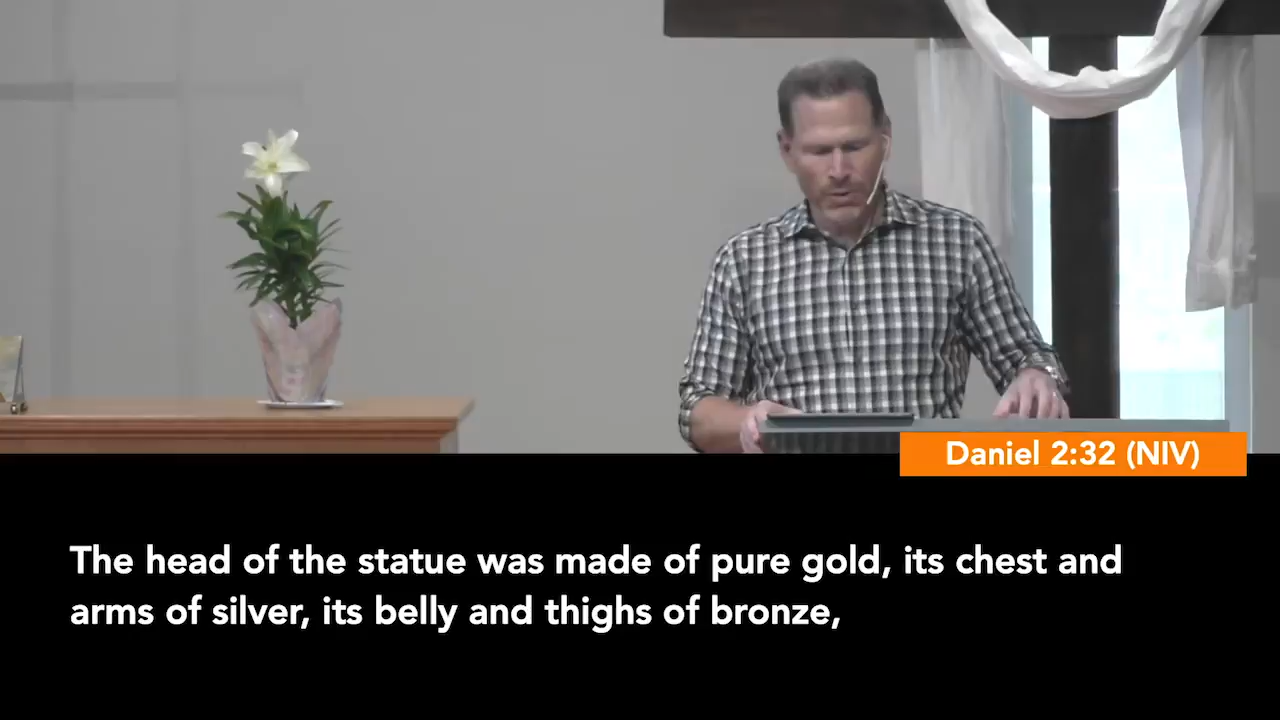 Daniel 2:32 (NIV)
The head of the statue was made of pure gold, its chest and
arms of silver, its belly and thighs of bronze,